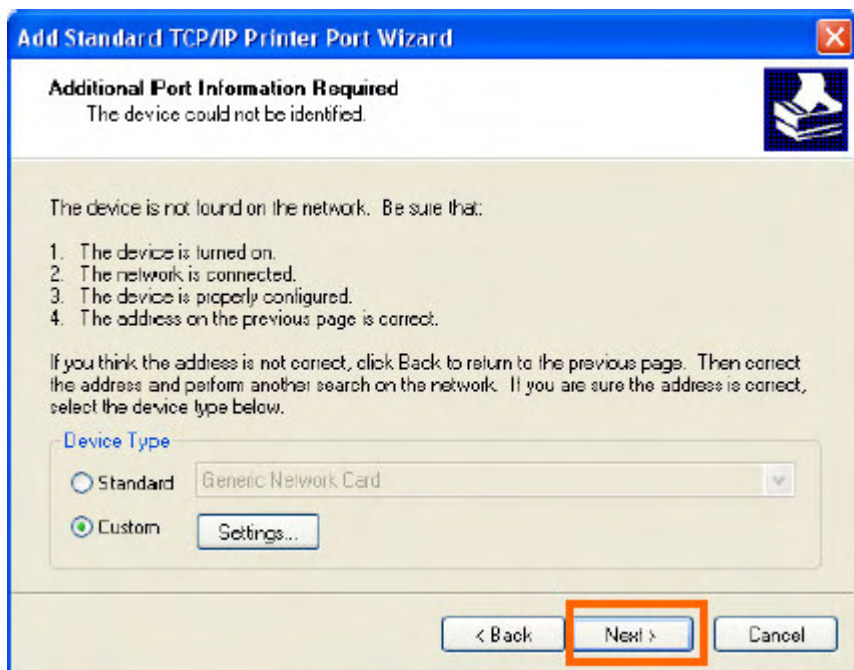 Add Standard TCP/IP Printer Port Wizard
Additional Port Information Required
The device could not be identified.
The device is not found on the network. Be sure that:
1. The device is turned on.
2. The network is connected.
3. The device is properly configured.
4. The address on the previous page is correct.
If you think the address is not correct, click Back to return to the previous page. Then correct
the address and perform another search on the network. If you are sure the address is correct,
select the device type below.
Device Type
Standard Generic Network Card
Custom Settings...
< Back Next > Cancel